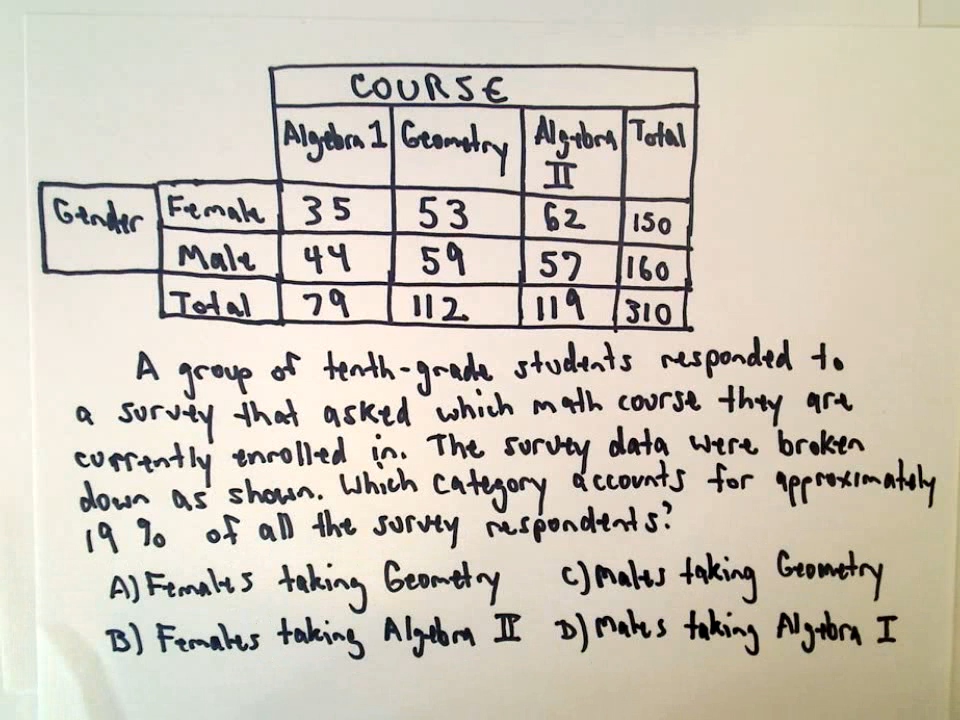 COURSE
Algebra 1 Geometry Algebra II Total
Gender Female 35 53 62 150
Male 44 59 57 160
Total 79 112 119 310
A group of tenth-grade students responded to
a survey that asked which math course they are
currently enrolled in. The survey data were broken
down as shown. Which category accounts for approximately
19% of all the survey respondents?
A) Females taking Geometry C) Males taking Geometry
B) Females taking Algebra II D) Males taking Algebra I